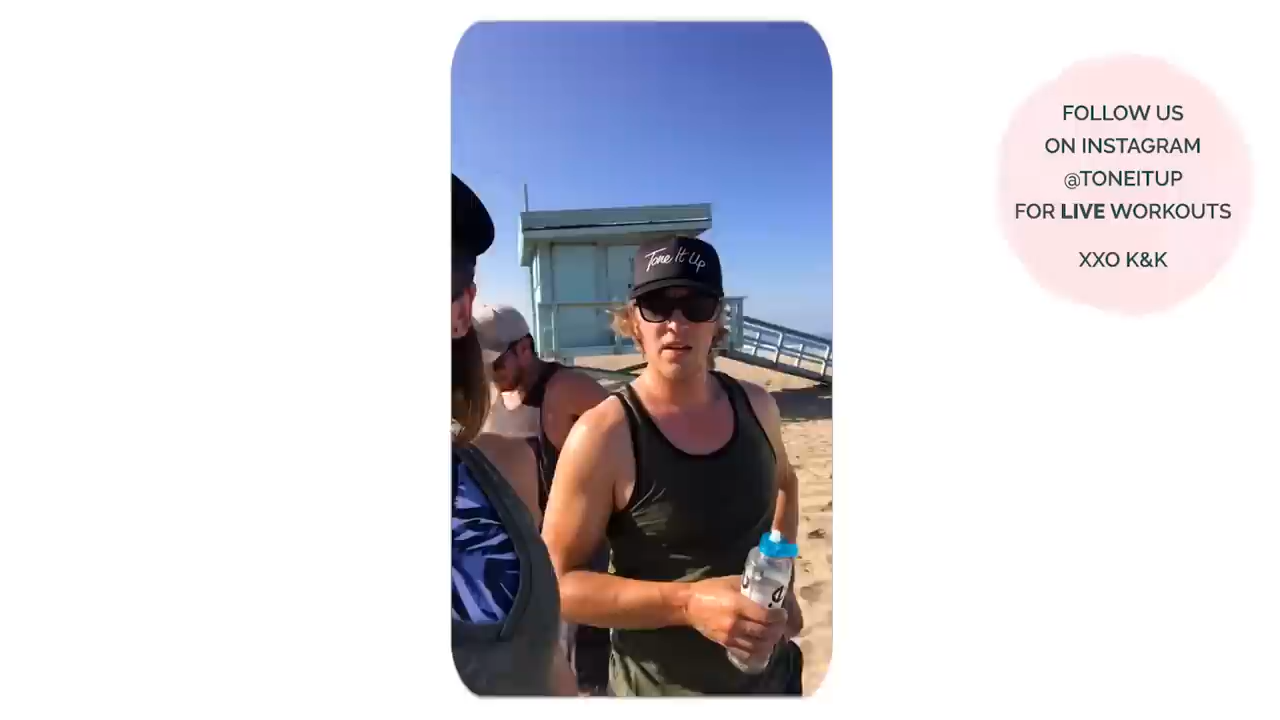 FOLLOW US
ON INSTAGRAM
@TONEITUP
FOR LIVE WORKOUTS
XXO K&K
Tone It Up